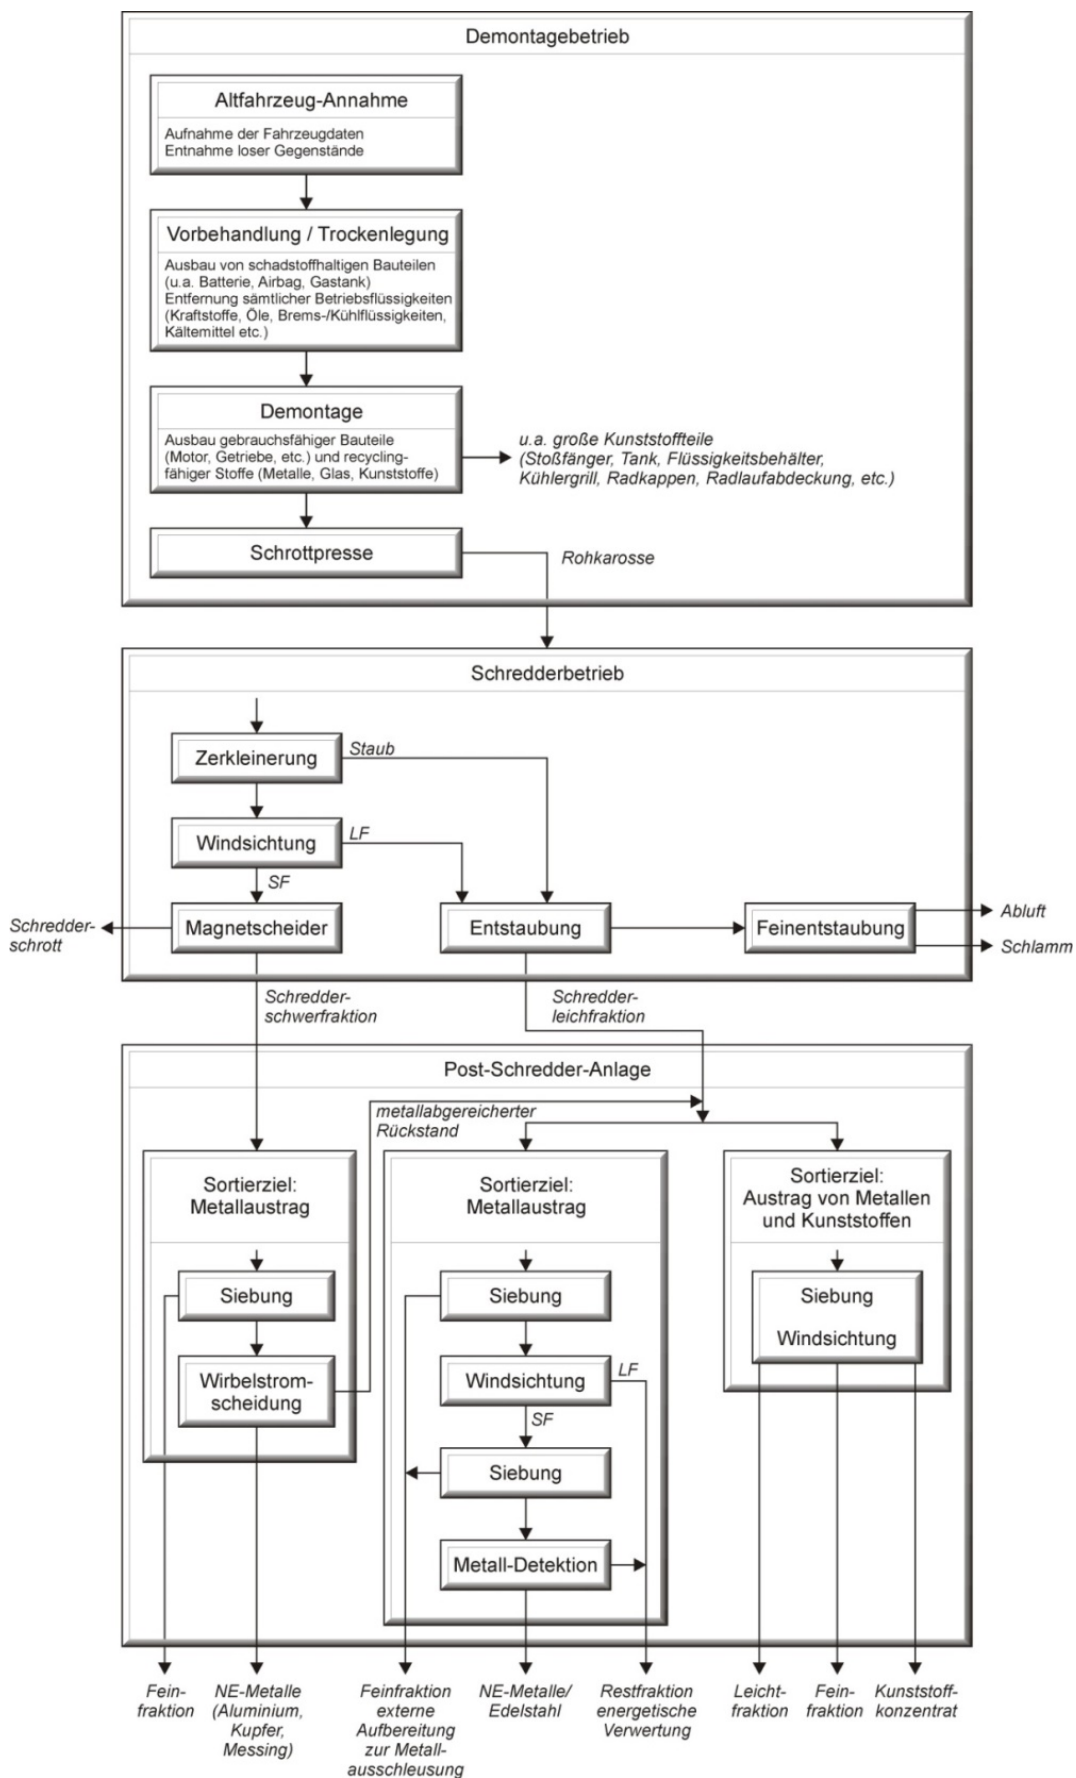 Demontagebetrieb
Altfahrzeug-Annahme
Aufnahme der Fahrzeugdaten
Entnahme loser Gegenstände
Vorbehandlung / Trockenlegung
Ausbau von schadstoffhaltigen Bauteilen
(u.a. Batterie, Airbag, Gastank)
Entfernung sämtlicher Betriebsflüssigkeiten
(Kraftstoffe, Öle, Brems-/Kühlflüssigkeiten,
Kältemittel etc.)
Demontage
Ausbau gebrauchsfähiger Bauteile
(Motor, Getriebe, etc.) und recycling-
fähiger Stoffe (Metalle, Glas, Kunststoffe)
u.a. große Kunststoffteile
(Stoßfänger, Tank, Flüssigkeitsbehälter,
Kühlergrill, Radkappen, Radlaufabdeckung, etc.)
Schrottpresse
Rohkarosse
Schredderbetrieb
Zerkleinerung
Staub
Windsichtung
LF
SF
Schredder-
schrott
Magnetscheider
Entstaubung
Feinentstaubung
Abluft
Schlamm
Schredder-
schwerfraktion
Schredder-
leichfraktion
Post-Schredder-Anlage
metallabgereicherter
Rückstand
Sortierziel:
Metallaustrag
Siebung
Wirbelstrom-
scheidung
Sortierziel:
Metallaustrag
Siebung
Windsichtung
LF
SF
Siebung
Metall-Detektion
Sortierziel:
Austrag von Metallen
und Kunststoffen
Siebung
Windsichtung
Fein-
fraktion
NE-Metalle
(Aluminium,
Kupfer,
Messing)
Feinfraktion
externe
Aufbereitung
zur Metall-
ausschleusung
NE-Metalle/
Edelstahl
Restfraktion
energetische
Verwertung
Leicht-
fraktion
Fein-
fraktion
Kunststoff-
konzentrat